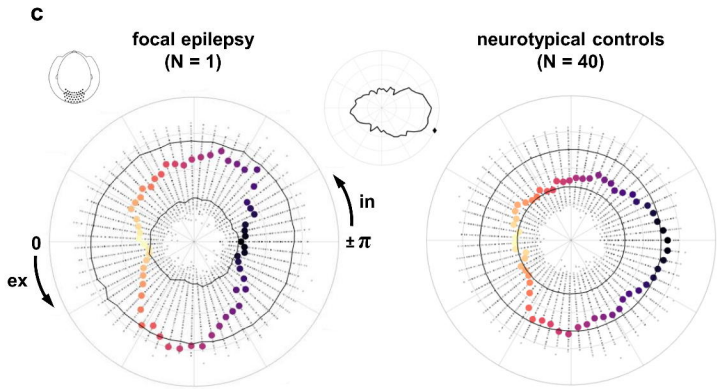 c
focal epilepsy
(N = 1)
neurotypical controls
(N = 40)
in
0
± π
ex